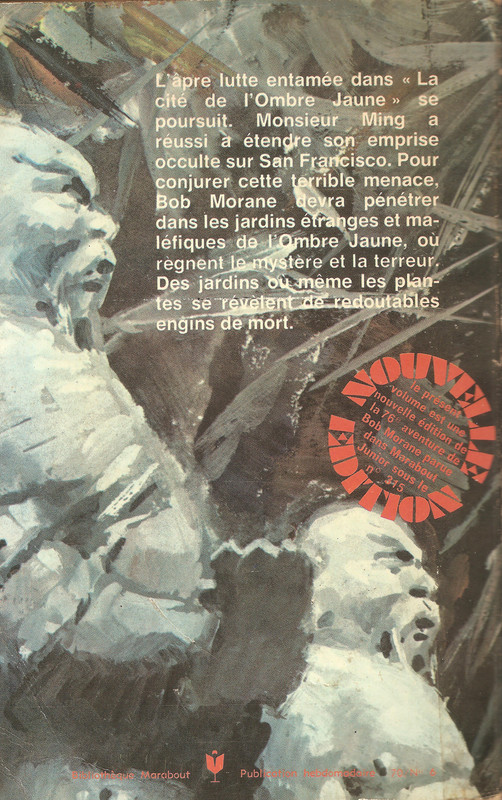 L'âpre lutte entamée dans « La
cité de l'Ombre Jaune » se
poursuit. Monsieur Ming a
réussi à étendre son emprise
occulte sur San Francisco. Pour
conjurer cette terrible menace,
Bob Morane devra pénétrer
dans les jardins étranges et ma-
léfiques de l'Ombre Jaune, où
règnent le mystère et la terreur.
Des jardins où même les plan-
tes se révèlent de redoutables
engins de mort.
NOUVELLE EDITION
le présent
volume est une
nouvelle édition de
la 76e aventure de
Bob Morane parue
dans Marabout
Junior sous le
n° 315
Bibliothèque Marabout
Publication hebdomadaire